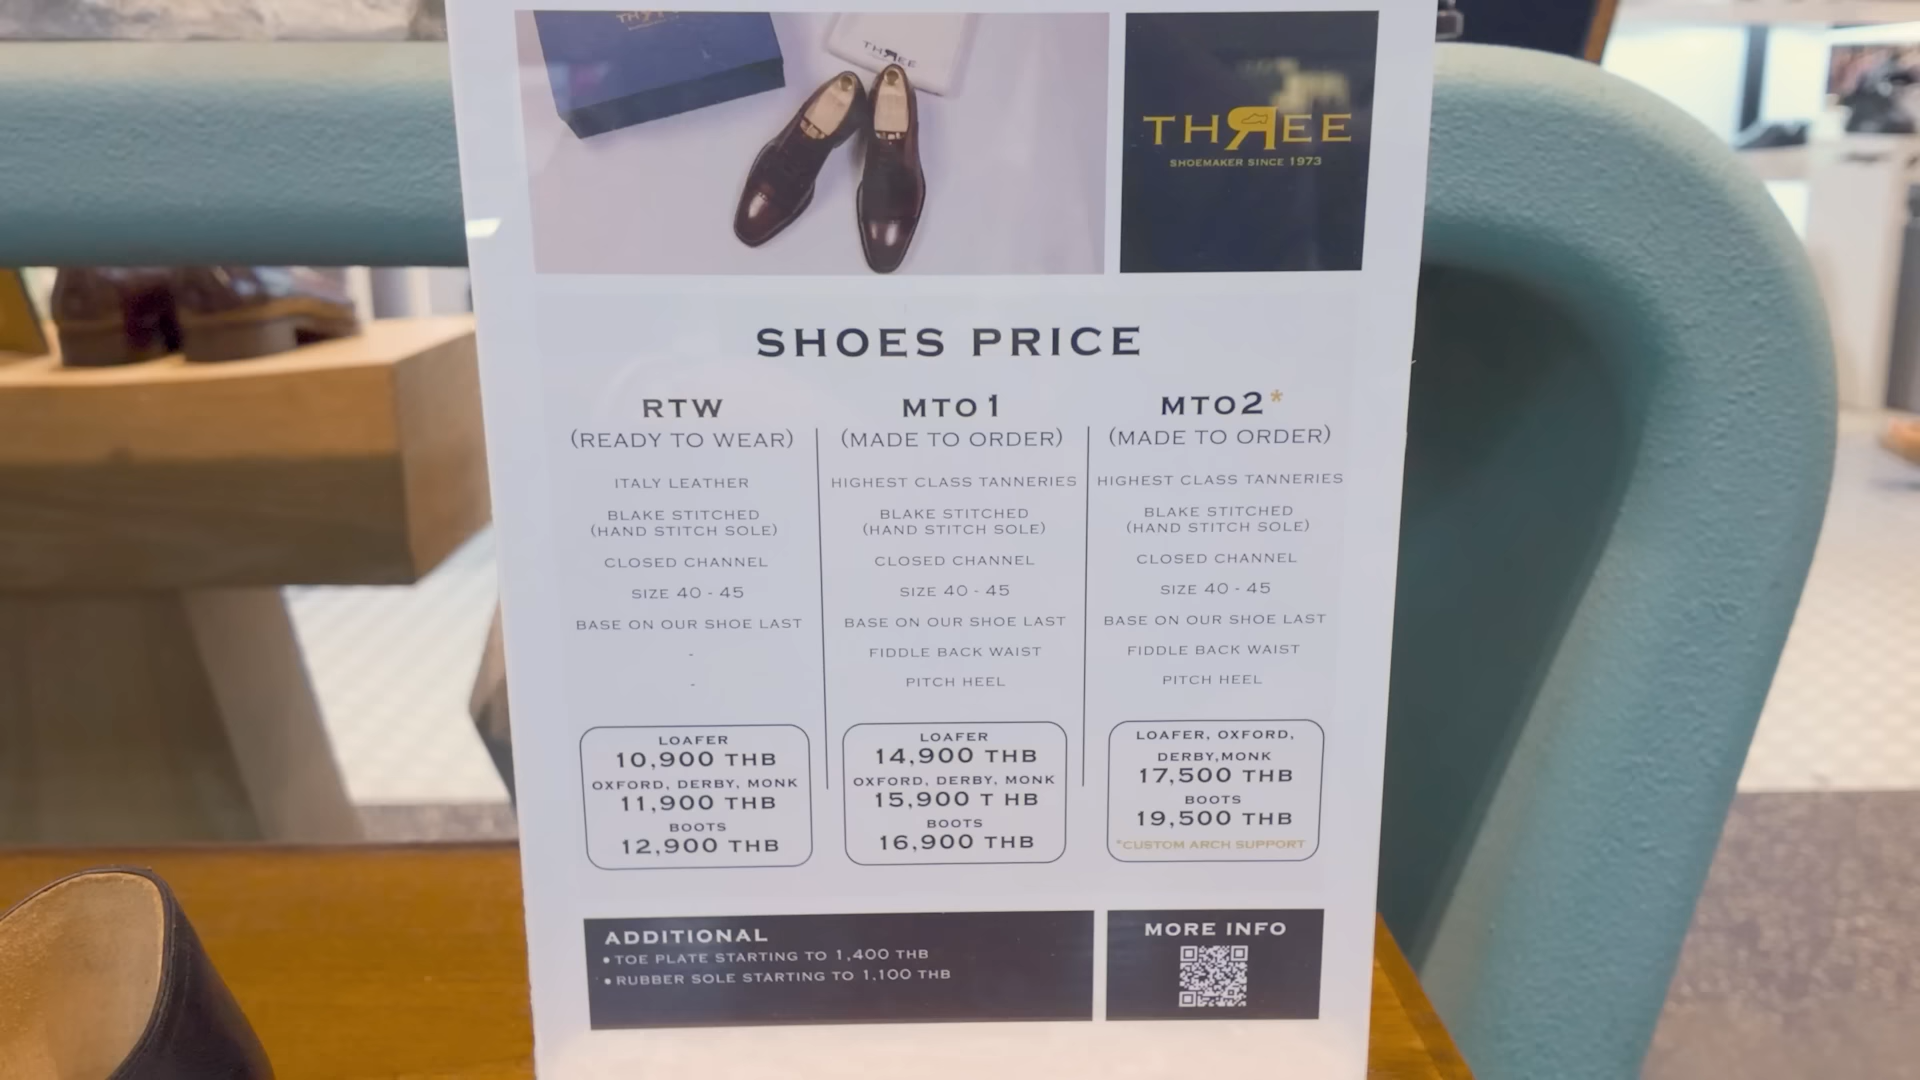 THREE
THREE
SHOEMAKER SINCE 1973
SHOES PRICE
RTW
(READY TO WEAR)
ITALY LEATHER
BLAKE STITCHED
(HAND STITCH SOLE)
CLOSED CHANNEL
SIZE 40 - 45
BASE ON OUR SHOE LAST
-
-
LOAFER
10,900 THB
OXFORD, DERBY, MONK
11,900 THB
BOOTS
12,900 THB
MTO 1
(MADE TO ORDER)
HIGHEST CLASS TANNERIES
BLAKE STITCHED
(HAND STITCH SOLE)
CLOSED CHANNEL
SIZE 40 - 45
BASE ON OUR SHOE LAST
FIDDLE BACK WAIST
PITCH HEEL
LOAFER
14,900 THB
OXFORD, DERBY, MONK
15,900 T HB
BOOTS
16,900 THB
MTO2*
(MADE TO ORDER)
HIGHEST CLASS TANNERIES
BLAKE STITCHED
(HAND STITCH SOLE)
CLOSED CHANNEL
SIZE 40 - 45
BASE ON OUR SHOE LAST
FIDDLE BACK WAIST
PITCH HEEL
LOAFER, OXFORD,
DERBY,MONK
17,500 THB
BOOTS
19,500 THB
*CUSTOM ARCH SUPPORT
ADDITIONAL
• TOE PLATE STARTING TO 1,400 THB
• RUBBER SOLE STARTING TO 1,100 THB
MORE INFO